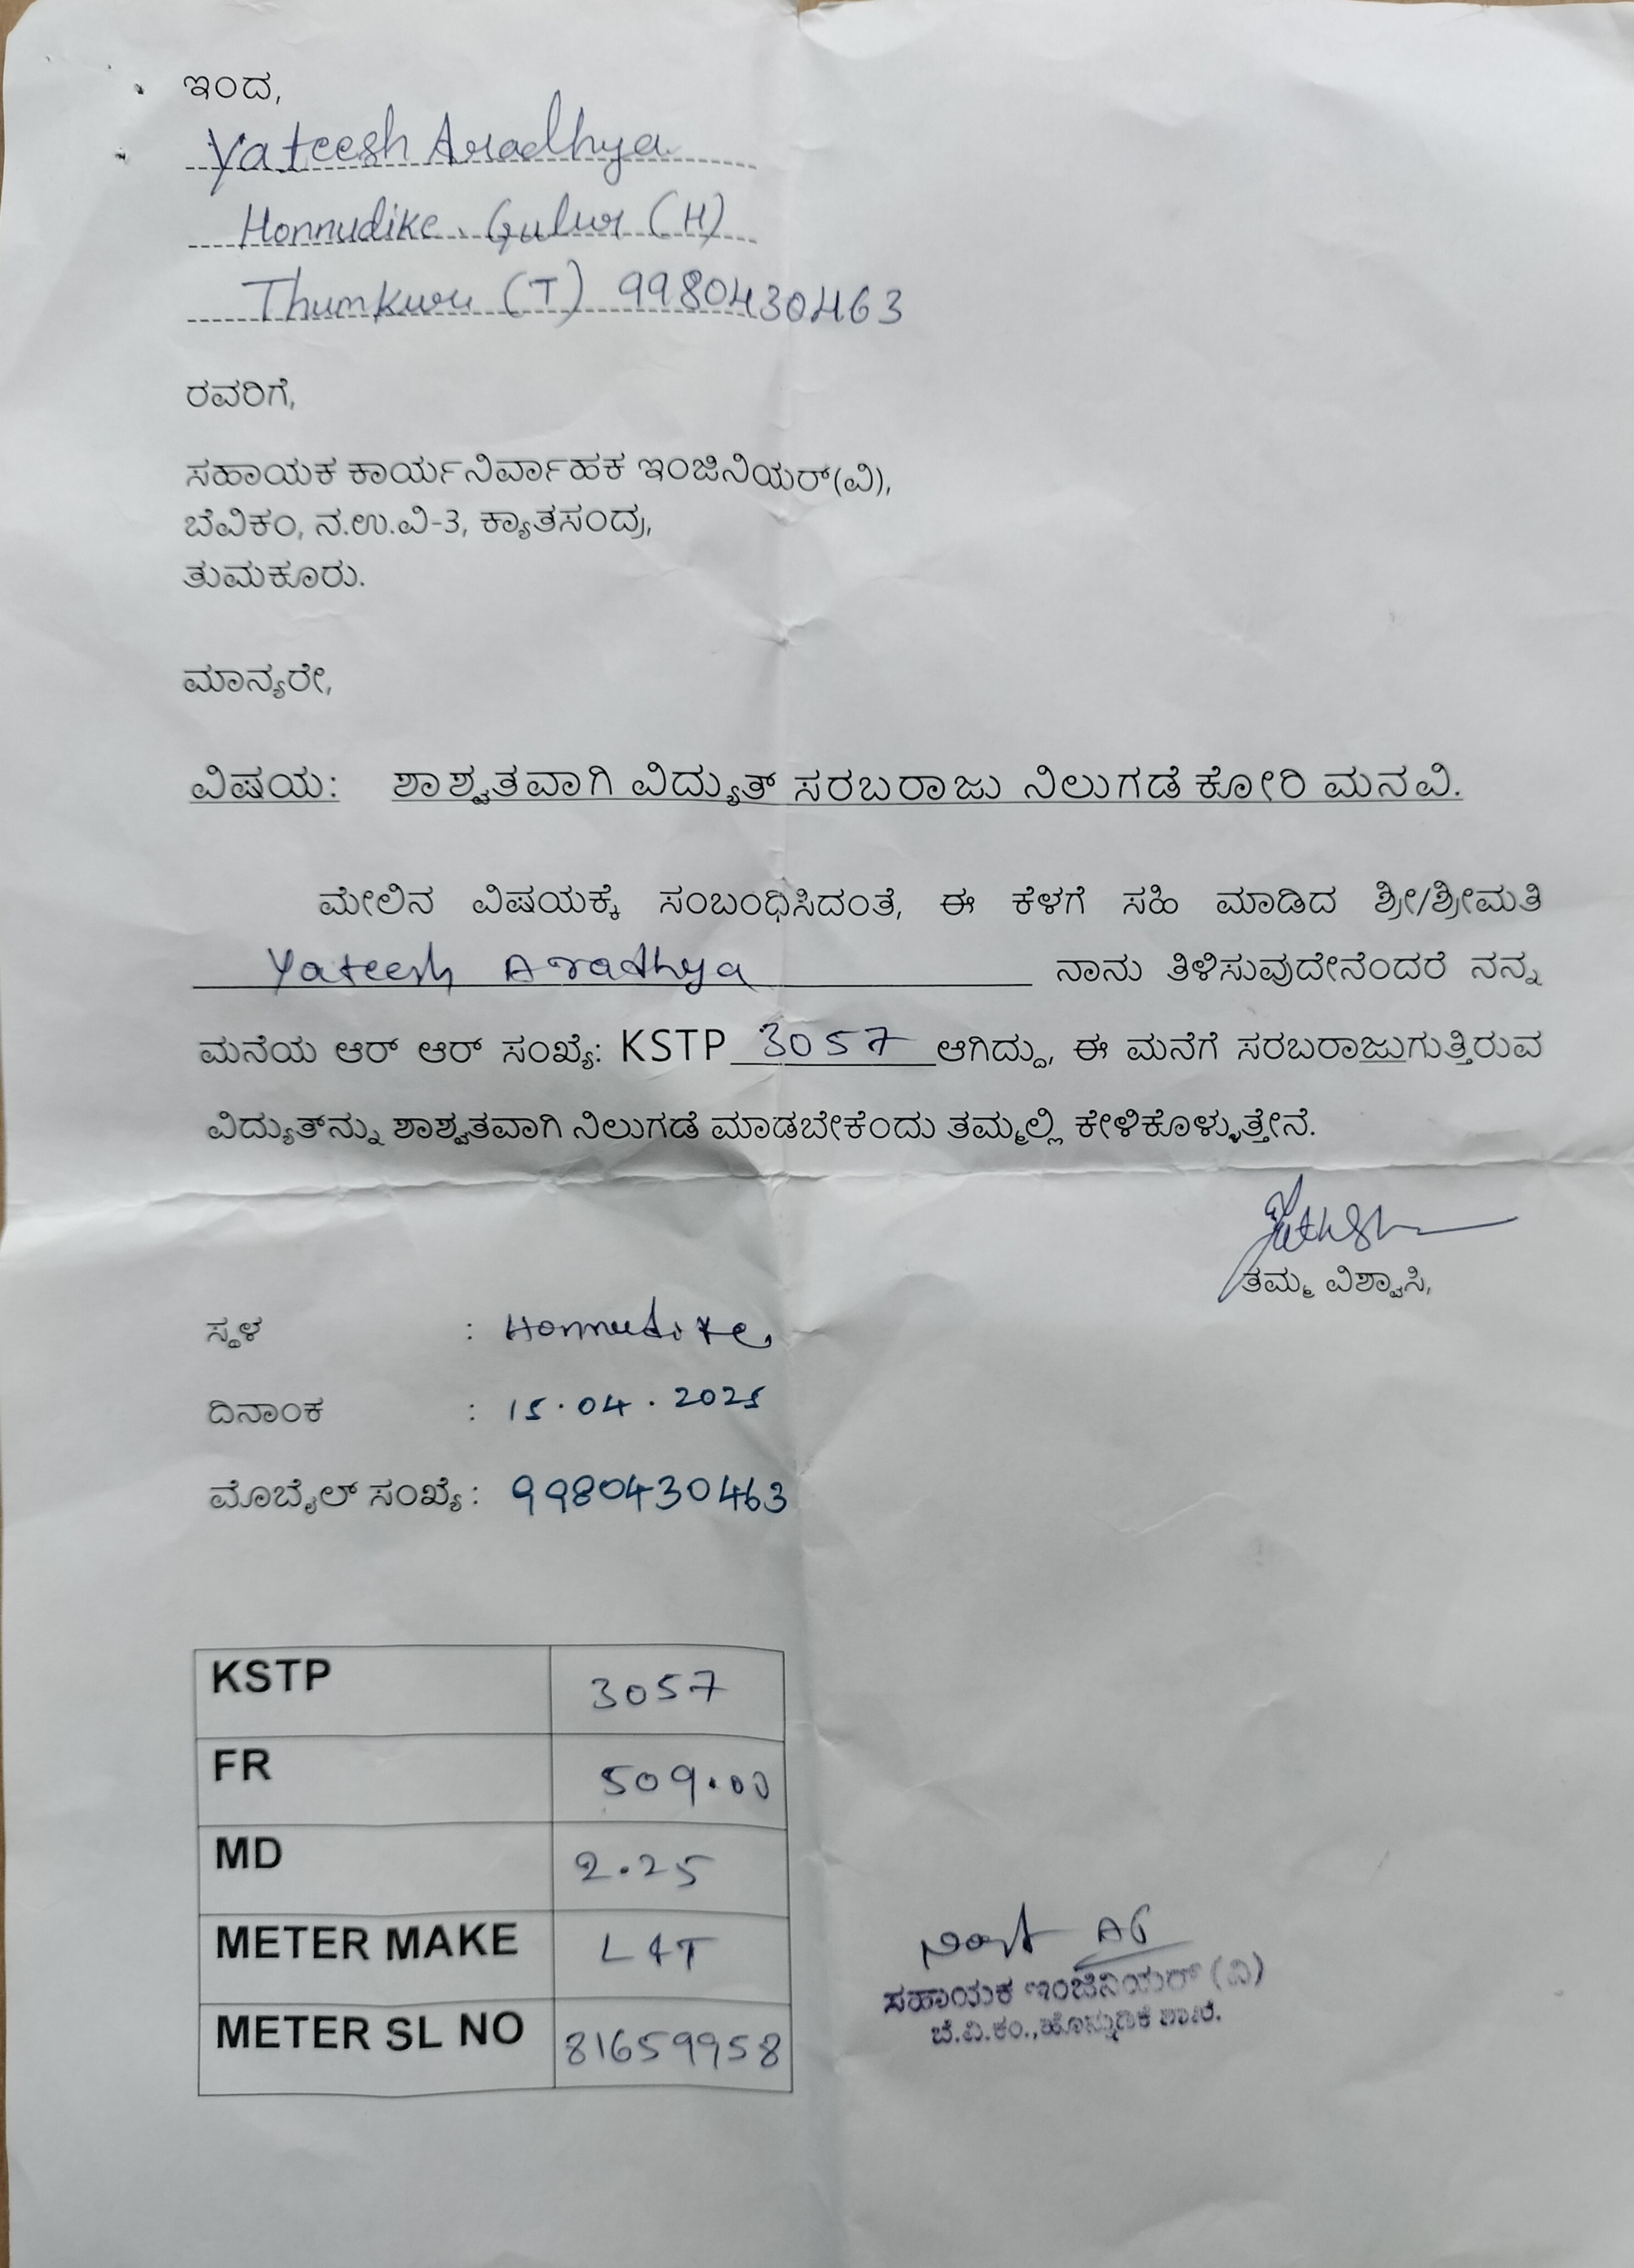 ಇಂದ,
Yateesh Aradhya
Honnudike, Gulur (H)
Thumkuru (T) 9980430463
ರವರಿಗೆ,
ಸಹಾಯಕ ಕಾರ್ಯನಿರ್ವಾಹಕ ಇಂಜಿನಿಯರ್(ವಿ),
ಬೆವಿಕಂ, ನ.ಉ.ವಿ-3, ಕ್ಯಾತಸಂದ್ರ,
ತುಮಕೂರು.
ಮಾನ್ಯರೇ,
ವಿಷಯ: ಶಾಶ್ವತವಾಗಿ ವಿದ್ಯುತ್ ಸರಬರಾಜು ನಿಲುಗಡೆ ಕೋರಿ ಮನವಿ.
ಮೇಲಿನ ವಿಷಯಕ್ಕೆ ಸಂಬಂಧಿಸಿದಂತೆ, ಈ ಕೆಳಗೆ ಸಹಿ ಮಾಡಿದ ಶ್ರೀ/ಶ್ರೀಮತಿ
Yateesh Aradhya ನಾನು ತಿಳಿಸುವುದೇನೆಂದರೆ ನನ್ನ
ಮನೆಯ ಆರ್ ಆರ್ ಸಂಖ್ಯೆ: KSTP 3057 ಆಗಿದ್ದು, ಈ ಮನೆಗೆ ಸರಬರಾಜುಗುತ್ತಿರುವ
ವಿದ್ಯುತ್‌ನ್ನು ಶಾಶ್ವತವಾಗಿ ನಿಲುಗಡೆ ಮಾಡಬೇಕೆಂದು ತಮ್ಮಲ್ಲಿ ಕೇಳಿಕೊಳ್ಳುತ್ತೇನೆ.
ತಮ್ಮ ವಿಶ್ವಾಸಿ,
ಸ್ಥಳ : Honnudike,
ದಿನಾಂಕ : 15.04.2025
ಮೊಬೈಲ್ ಸಂಖ್ಯೆ: 9980430463
KSTP 3057
FR 509.00
MD 2.25
METER MAKE L&T
METER SL NO 81659958
ಸಹಾಯಕ ಇಂಜಿನಿಯರ್ (ವಿ)
ಬೆ.ವಿ.ಕಂ.,ಹೊನ್ನುಡಿಕೆ ಶಾಖೆ.